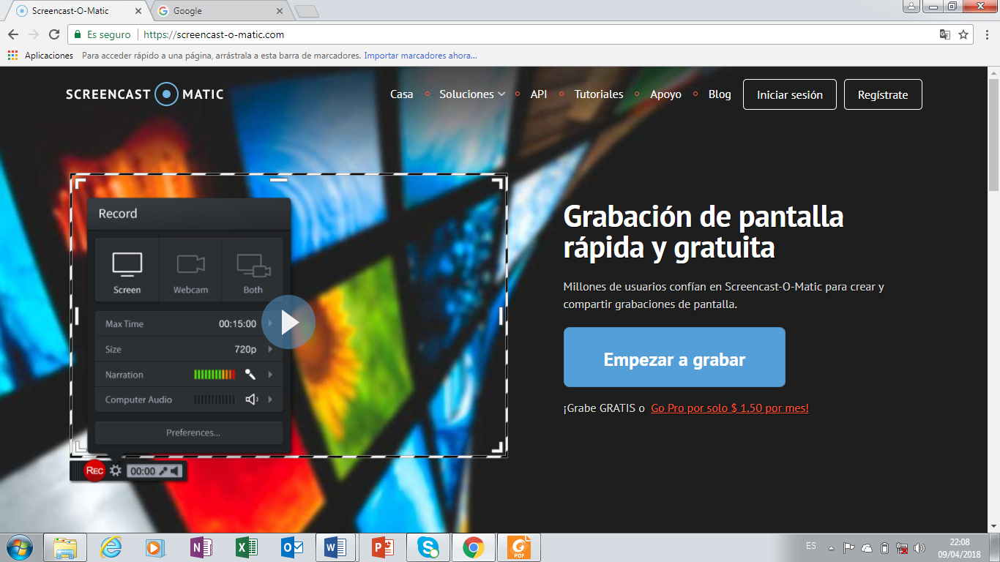 Screencast-O-Matic
Google
Es seguro
https://screencast-o-matic.com
Aplicaciones
Para acceder rápido a una página, arrástrala a esta barra de marcadores. Importar marcadores ahora...
SCREENCAST MATIC
Casa
Soluciones
API
Tutoriales
Apoyo
Blog
Iniciar sesión
Regístrate
Record
Screen
Webcam
Both
Max Time 00:15:00
Size 720p
Narration
Computer Audio
Preferences...
REC 00:00
Grabación de pantalla
rápida y gratuita
Millones de usuarios confían en Screencast-O-Matic para crear y
compartir grabaciones de pantalla.
Empezar a grabar
¡Grabe GRATIS o Go Pro por solo $ 1.50 por mes!
PDF
ES
22:08
09/04/2018